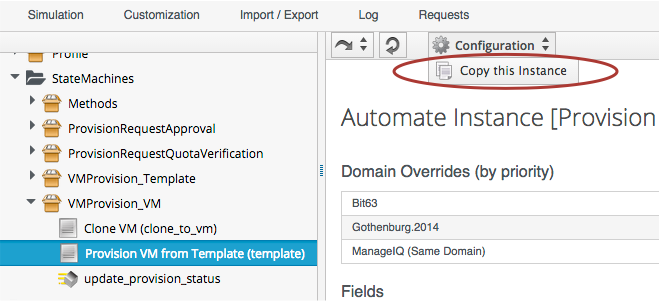 Simulation Customization Import / Export Log Requests
Profile
StateMachines
Methods
ProvisionRequestApproval
ProvisionRequestQuotaVerification
VMProvision_Template
VMProvision_VM
Clone VM (clone_to_vm)
Provision VM from Template (template)
update_provision_status
Configuration
Copy this Instance
Automate Instance [Provision
Domain Overrides (by priority)
Bit63
Gothenburg.2014
ManageIQ (Same Domain)
Fields